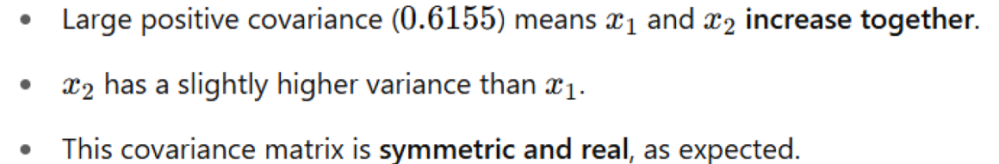 • Large positive covariance (0.6155) means x₁ and x₂ increase together.
• x₂ has a slightly higher variance than x₁.
• This covariance matrix is symmetric and real, as expected.